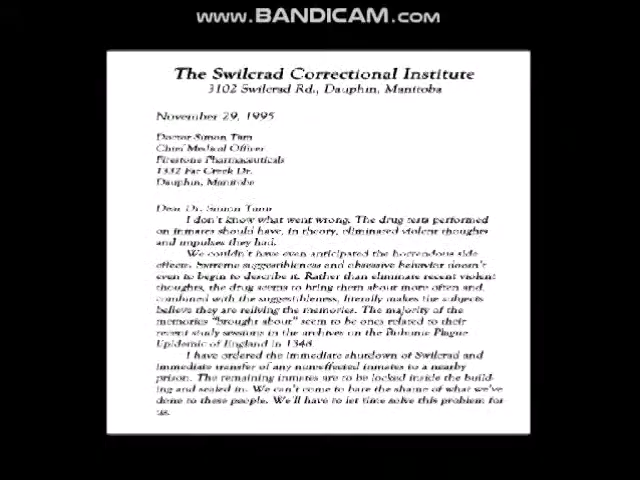 www.BANDICAM.com
The Swilcrad Correctional Institute
3102 Swilcrad Rd., Dauphin, Manitoba
November 29, 1995
Doctor Simon Tam
Chief Medical Officer
Firestone Pharmaceuticals
1332 Far Creek Dr.
Dauphin, Manitoba
Dear Dr. Simon Tam
I don't know what went wrong. The drug tests performed
on inmates should have, in theory, eliminated violent thoughts
and impulses they had.
We couldn't have even anticipated the horrendous side
effects. Extreme suggestibleness and obsessive behavior doesn't
even to begin to describe it. Rather than eliminate recent violent
thoughts, the drug seems to bring them about more often and,
combined with the suggestibleness, literally makes the subjects
believe they are reliving the memories. The majority of the
memories "brought about" seem to be ones related to their
recent study sessions in the archives on the Bubonic Plague
Epidemic of England in 1348
I have ordered the immediate shutdown of Swilcrad and
immediate transfer of any noneffected inmates to a nearby
prison. The remaining inmates are to be locked inside the build-
ing and sealed in. We can't come to bare the shame of what we've
done to these people. We'll have to let time solve this problem for
us.